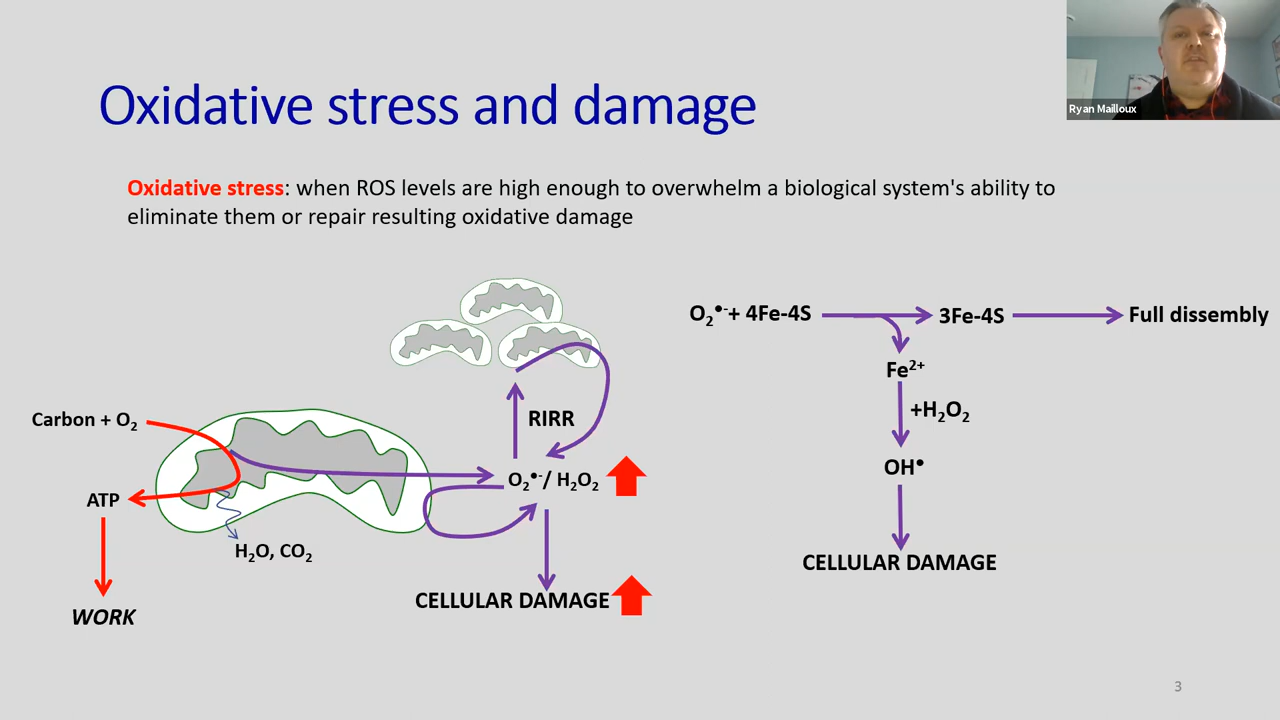 Ryan Mailloux
Oxidative stress and damage
Oxidative stress: when ROS levels are high enough to overwhelm a biological system's ability to
eliminate them or repair resulting oxidative damage
Carbon + O₂
ATP
WORK
H₂O, CO₂
RIRR
O₂•-/ H₂O₂
CELLULAR DAMAGE
O₂•-+ 4Fe-4S
3Fe-4S
Full dissembly
Fe²⁺
+H₂O₂
OH•
CELLULAR DAMAGE
3